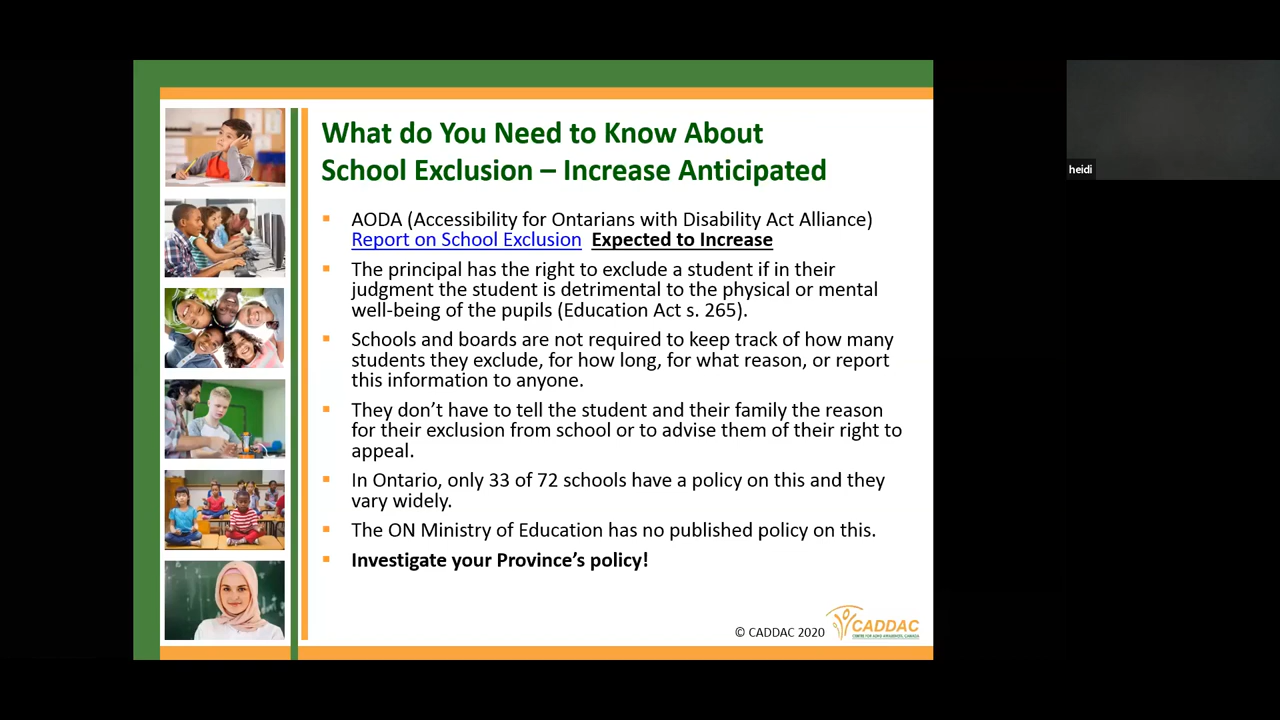 What do You Need to Know About
School Exclusion – Increase Anticipated
▪ AODA (Accessibility for Ontarians with Disability Act Alliance)
Report on School Exclusion Expected to Increase
▪ The principal has the right to exclude a student if in their
judgment the student is detrimental to the physical or mental
well-being of the pupils (Education Act s. 265).
▪ Schools and boards are not required to keep track of how many
students they exclude, for how long, for what reason, or report
this information to anyone.
▪ They don’t have to tell the student and their family the reason
for their exclusion from school or to advise them of their right to
appeal.
▪ In Ontario, only 33 of 72 schools have a policy on this and they
vary widely.
▪ The ON Ministry of Education has no published policy on this.
▪ Investigate your Province’s policy!
© CADDAC 2020
CADDAC
CENTRE FOR ADHD AWARENESS, CANADA
heidi